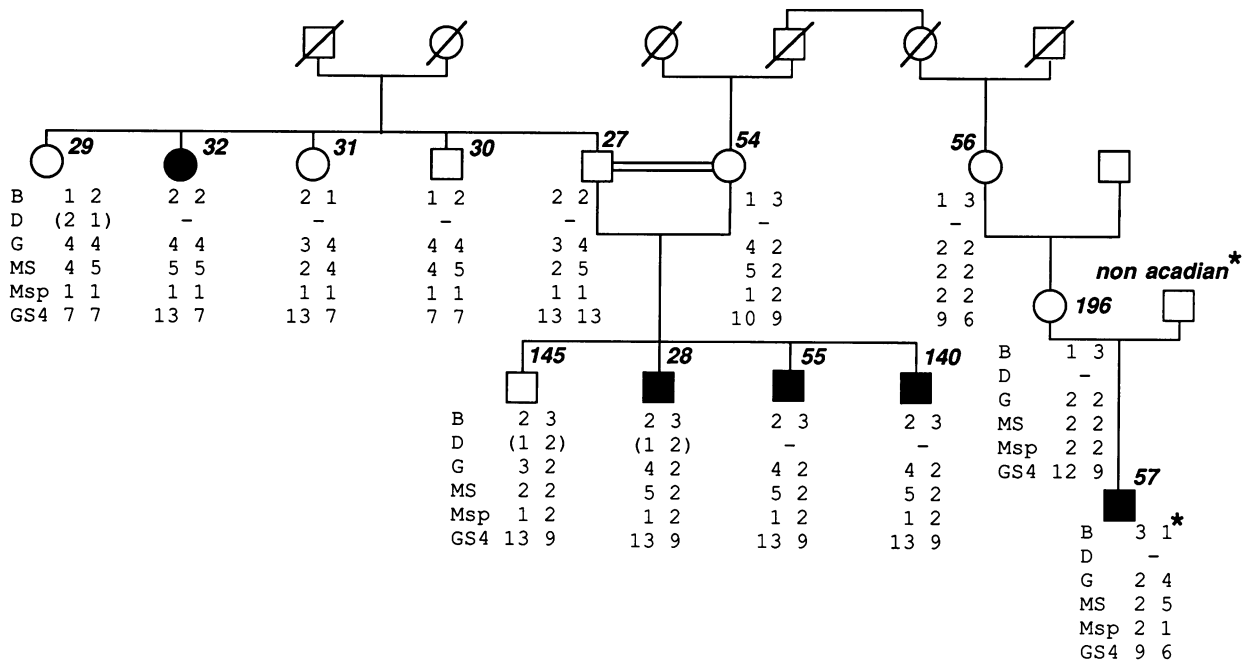 29 32 31 30 27 54 56
B 1 2 2 2 2 1 1 2 2 2 1 3 1 3
D (2 1) - - - - - -
G 4 4 4 4 3 4 4 4 3 4 4 2 2 2
MS 4 5 5 5 2 4 4 5 2 5 5 2 2 2
Msp 1 1 1 1 1 1 1 1 1 1 1 2 2 2
GS4 7 7 13 7 13 7 7 7 13 13 10 9 9 6
non acadian*
196
B 1 3
D -
G 2 2
MS 2 2
Msp 2 2
GS4 12 9
145 28 55 140
B 2 3 2 3 2 3 2 3
D (1 2) (1 2) - -
G 3 2 4 2 4 2 4 2
MS 2 2 5 2 5 2 5 2
Msp 1 2 1 2 1 2 1 2
GS4 13 9 13 9 13 9 13 9
57
B 3 1*
D -
G 2 4
MS 2 5
Msp 2 1
GS4 9 6